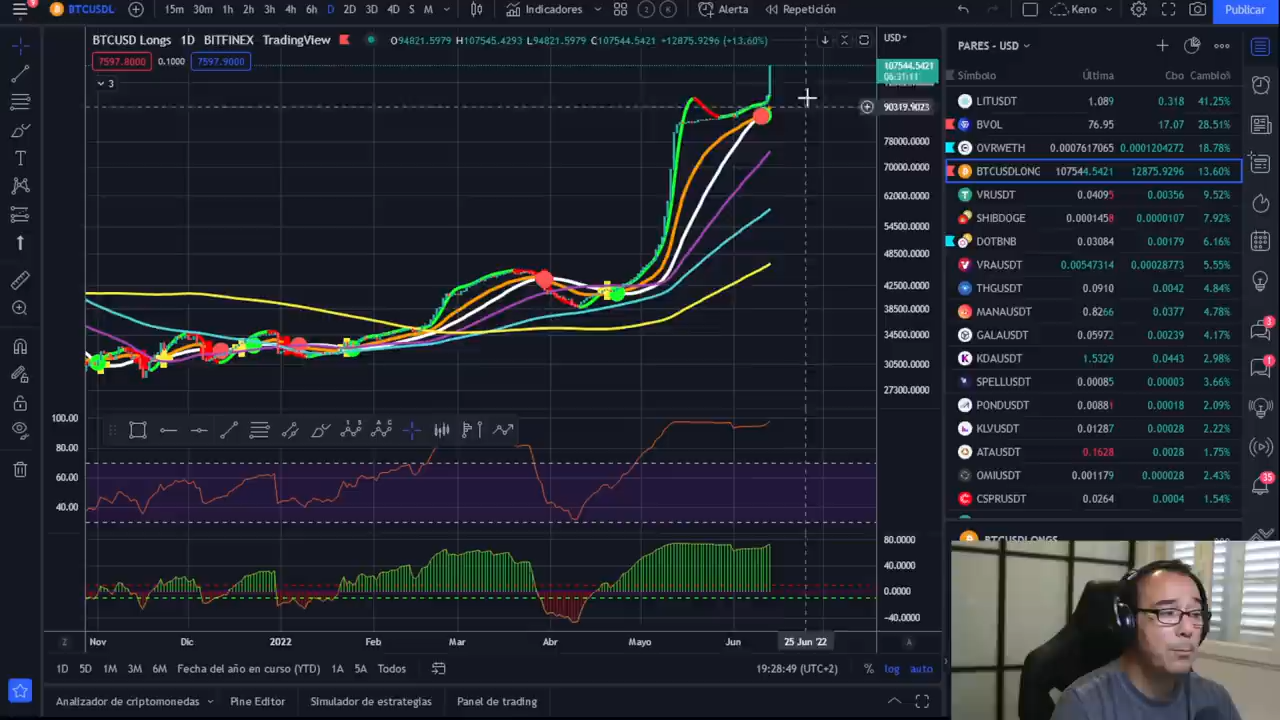 9
BTCUSDL
15m 30m 1h 2h 3h 4h 6h D 2D 3D 4D S M
Indicadores
2
K
Alerta
Repetición
Keno
Publicar
BTCUSD Longs 1D BITFINEX TradingView
O94821.5979 H107545.4293 L94821.5979 C107544.5421 +12875.9296 (+13.60%)
USD
7597.8000 0.1000 7597.9000
3
107544.5421
06:31:11
90319.9023
78000.0000
70000.0000
62000.0000
54500.0000
48500.0000
42500.0000
38500.0000
34500.0000
30500.0000
27300.0000
100.00
80.00
60.00
40.00
80.0000
40.0000
0.0000
-40.0000
Z Nov Dic 2022 Feb Mar Abr Mayo Jun 25 Jun '22 A
1D 5D 1M 3M 6M Fecha del año en curso (YTD) 1A 5A Todos
19:28:49 (UTC+2) % log auto
Analizador de criptomonedas Pine Editor Simulador de estrategias Panel de trading
PARES - USD
Símbolo Última Cbo Cambio%
LITUSDT 1.089 0.318 41.25%
BVOL 76.95 17.07 28.51%
OVRWETH 0.0007617065 0.0001204272 18.78%
BTCUSDLONG 107544.5421 12875.9296 13.60%
VRUSDT 0.04095 0.00356 9.52%
SHIBDOGE 0.0001458 0.0000107 7.92%
DOTBNB 0.03084 0.00179 6.16%
VRAUSDT 0.00547314 0.00028773 5.55%
THGUSDT 0.0910 0.0042 4.84%
MANAUSDT 0.8266 0.0377 4.78%
GALAUSDT 0.05972 0.00239 4.17%
KDAUSDT 1.5329 0.0443 2.98%
SPELLUSDT 0.00085 0.00003 3.66%
PONDUSDT 0.00881 0.00018 2.09%
KLVUSDT 0.01287 0.00028 2.22%
ATAUSDT 0.1628 0.0028 1.75%
OMIUSDT 0.001179 0.000028 2.43%
CSPRUSDT 0.0264 0.0004 1.54%
BTCUSDLONGS
3
1
35